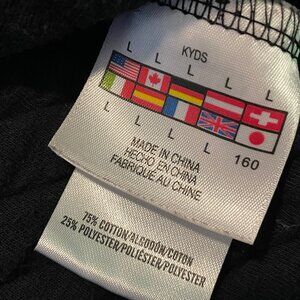 KYDS
L L L L L
L L L L 160
MADE IN CHINA
HECHO EN CHINA
FABRIQUE AU CHINE
75% COTTON/ALGODÓN/COTON
25% POLYESTER/POLIÉSTER/POLYESTER